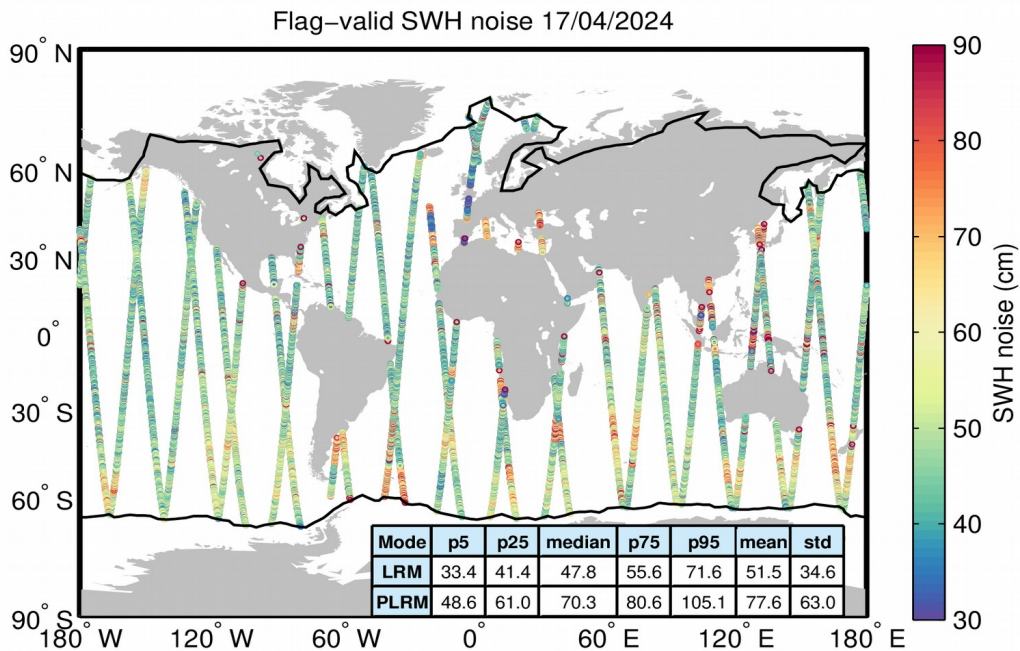 Flag−valid SWH noise 17/04/2024
90° N
60° N
30° N
0°
30° S
60° S
90° S
180° W
120° W
60° W
0°
60° E
120° E
180° E
Mode p5 p25 median p75 p95 mean std
LRM 33.4 41.4 47.8 55.6 71.6 51.5 34.6
PLRM 48.6 61.0 70.3 80.6 105.1 77.6 63.0
90
80
70
60
50
40
30
SWH noise (cm)